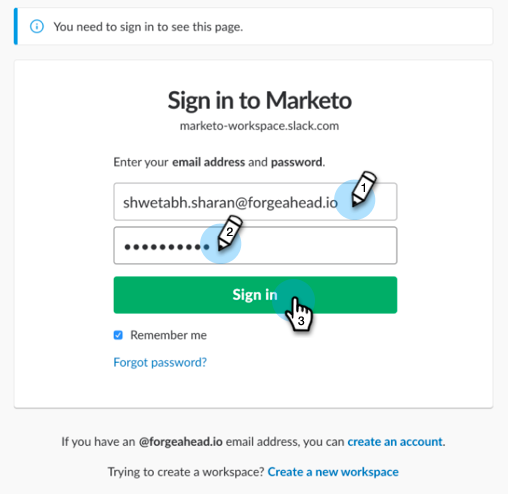 You need to sign in to see this page.
Sign in to Marketo
marketo-workspace.slack.com
Enter your email address and password.
shwetabh.sharan@forgeahead.io
1
2
Sign in
3
Remember me
Forgot password?
If you have an @forgeahead.io email address, you can create an account.
Trying to create a workspace? Create a new workspace